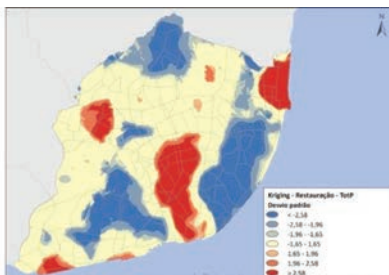 N
Kriging - Restauração - TotP
Desvio padrão
< -2,58
-2,58 - -1,96
-1,96 - -1,65
-1,65 - 1,65
1,65 - 1,96
1,96 - 2,58
> 2,58